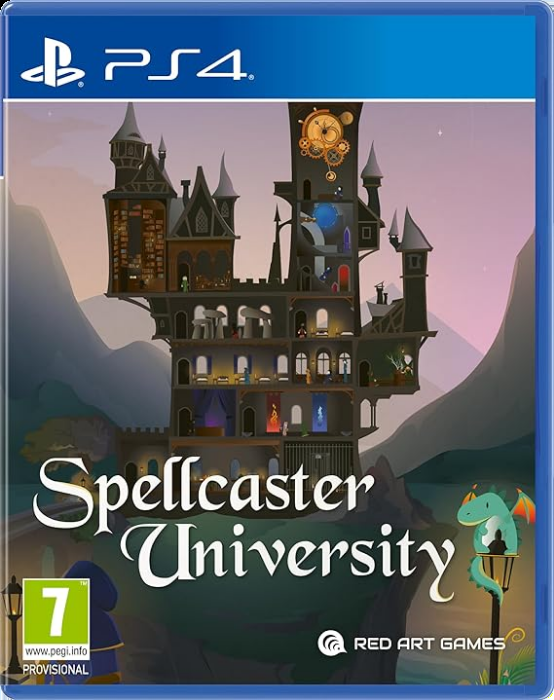 PS4
Spellcaster
University
7
www.pegi.info
PROVISIONAL
RED ART GAMES